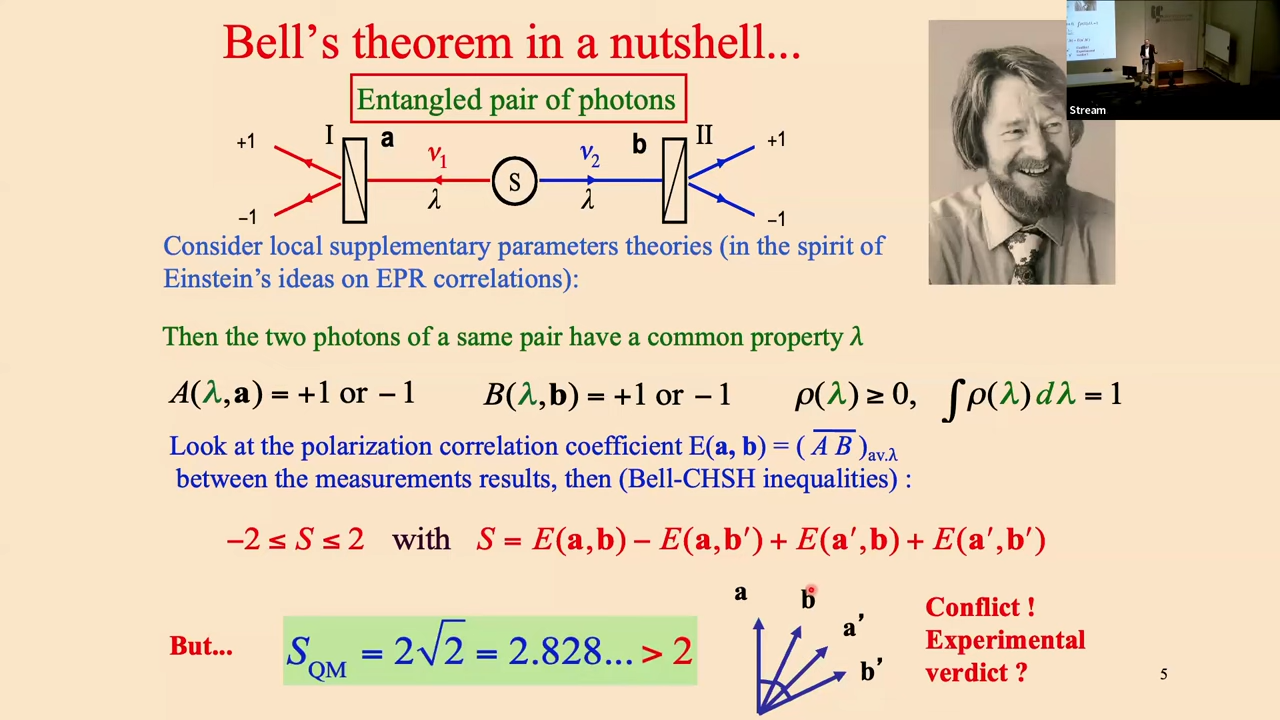 Bell's theorem in a nutshell...
Stream
Entangled pair of photons
+1 I a ν₁ ν₂ b II +1
S
−1 λ λ −1
Consider local supplementary parameters theories (in the spirit of
Einstein's ideas on EPR correlations):
Then the two photons of a same pair have a common property λ
A(λ,a) = +1 or − 1 B(λ,b) = +1 or − 1 ρ(λ) ≥ 0, ∫ρ(λ) dλ = 1
Look at the polarization correlation coefficient E(a, b) = ( A̅ B̅ )av.λ
between the measurements results, then (Bell-CHSH inequalities) :
−2 ≤ S ≤ 2 with S = E(a,b) − E(a,b′) + E(a′,b) + E(a′,b′)
a b a’ b’
But... S_QM = 2√2 = 2.828... > 2
Conflict !
Experimental
verdict ?
5